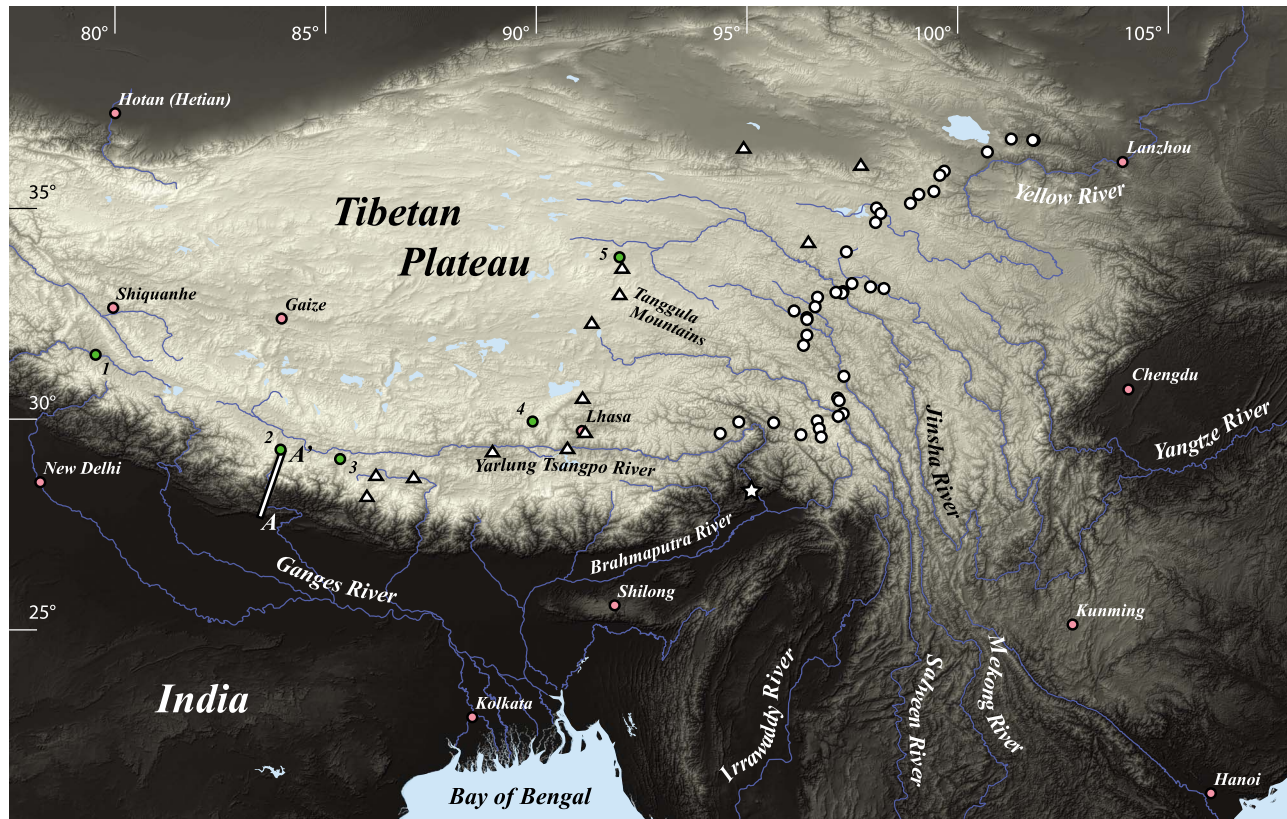 80°
85°
90°
95°
100°
105°
Hotan (Hetian)
Lanzhou
Yellow River
35°
Tibetan
Plateau
5
Shiquanhe
Gaize
Tanggula
Mountains
1
Chengdu
30°
4
Lhasa
2
A'
3
Yarlung Tsangpo River
Jinsha River
Yangtze River
New Delhi
A
Brahmaputra River
Ganges River
Shilong
Kunming
25°
India
Kolkata
Irrawaddy River
Salween River
Mekong River
Bay of Bengal
Hanoi